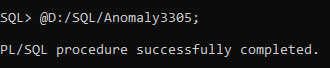 SQL> @D:/SQL/Anomaly3305;
PL/SQL procedure successfully completed.